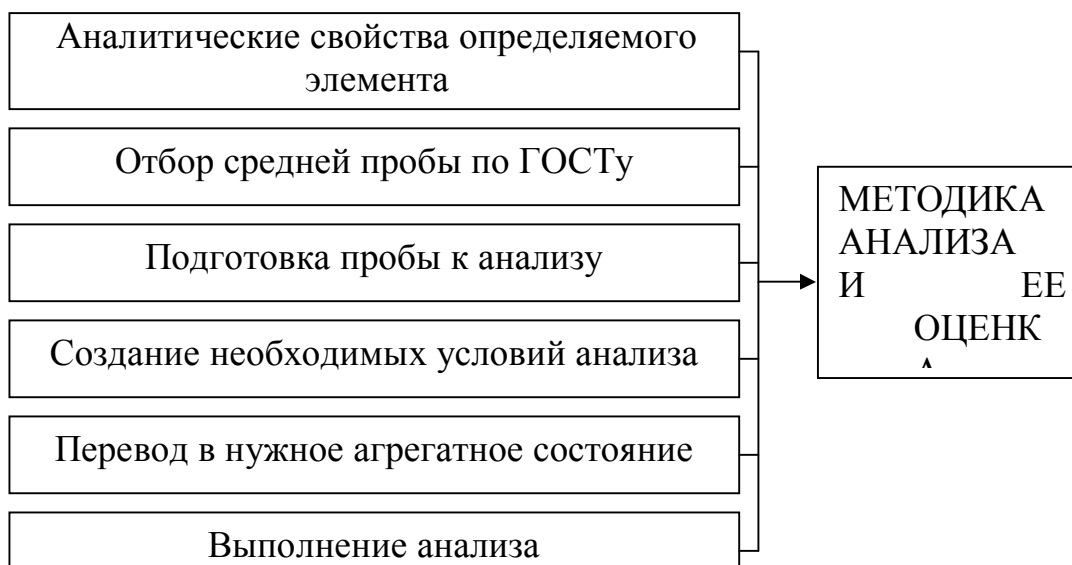 Аналитические свойства определяемого
элемента
Отбор средней пробы по ГОСТу
Подготовка пробы к анализу
Создание необходимых условий анализа
Перевод в нужное агрегатное состояние
Выполнение анализа
МЕТОДИКА
АНАЛИЗА
И ЕЕ
ОЦЕНК
А